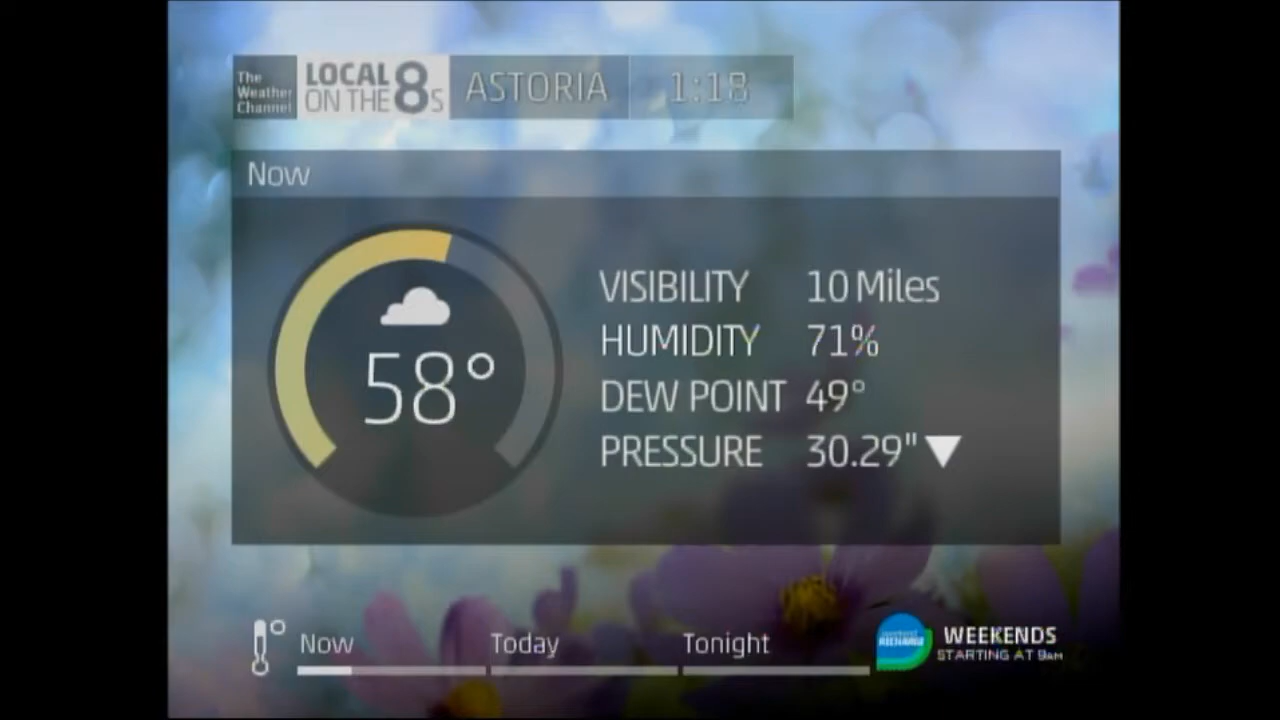 The Weather Channel
LOCAL ON THE 8s
ASTORIA
1:18
Now
58°
VISIBILITY 10 Miles
HUMIDITY 71%
DEW POINT 49°
PRESSURE 30.29"
Now
Today
Tonight
WEEKENDS
STARTING AT 9AM